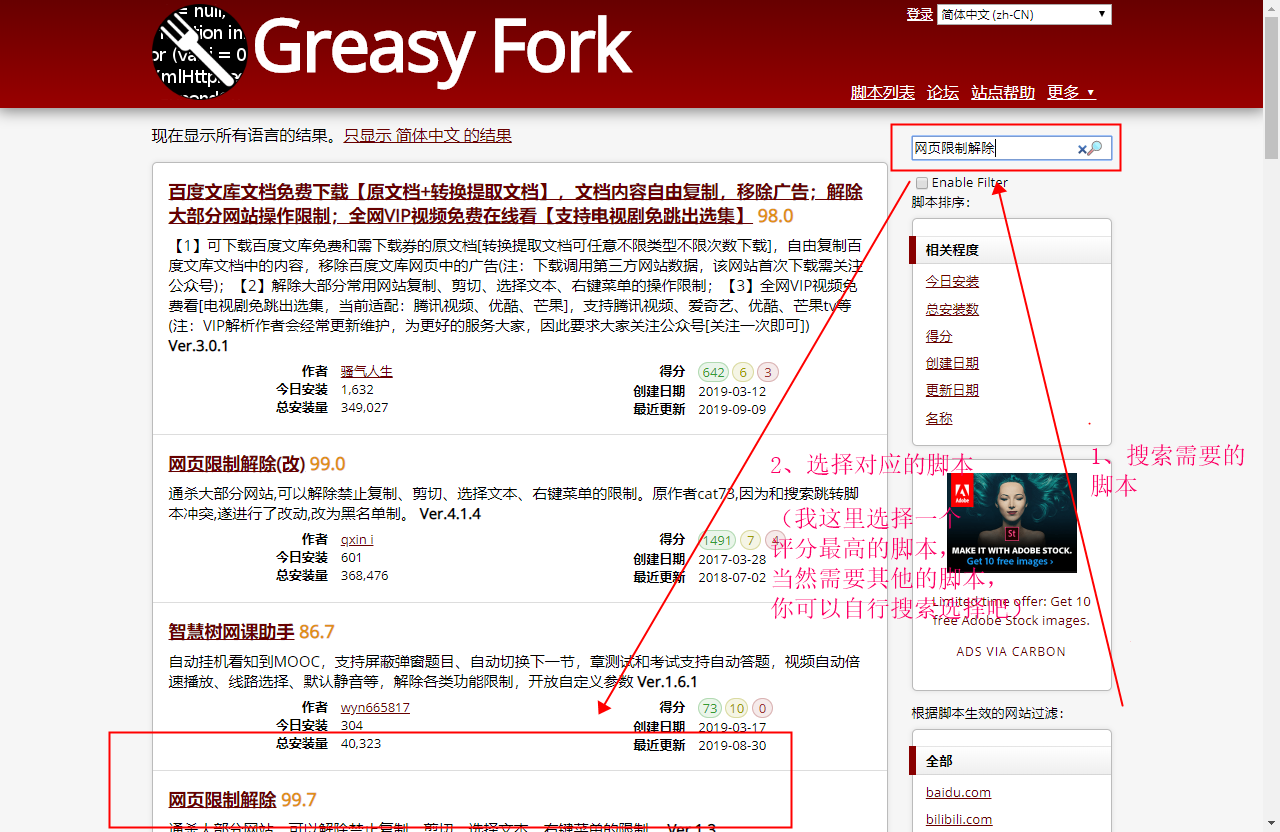 = null,
ction in
or (var i = 0
XmlHttp
Greasy Fork
登录 简体中文 (zh-CN)
脚本列表 论坛 站点帮助 更多
现在显示所有语言的结果。只显示 简体中文 的结果
网页限制解除
Enable Filter
脚本排序：
相关程度
今日安装
总安装数
得分
创建日期
更新日期
名称
百度文库文档免费下载【原文档+转换提取文档】，文档内容自由复制，移除广告；解除
大部分网站操作限制；全网VIP视频免费在线看【支持电视剧免跳出选集】 98.0
【1】可下载百度文库免费和需下载券的原文档[转换提取文档可任意不限类型不限次数下载]，自由复制百
度文库文档中的内容，移除百度文库网页中的广告(注：下载调用第三方网站数据，该网站首次下载需关注
公众号)；【2】解除大部分常用网站复制、剪切、选择文本、右键菜单的操作限制；【3】全网VIP视频免
费看[电视剧免跳出选集，当前适配：腾讯视频、优酷、芒果]，支持腾讯视频、爱奇艺、优酷、芒果tv等
(注：VIP解析作者会经常更新维护，为更好的服务大家，因此要求大家关注公众号[关注一次即可])
Ver.3.0.1
作者 骚气人生 得分 642 6 3
今日安装 1,632 创建日期 2019-03-12
总安装量 349,027 最近更新 2019-09-09
网页限制解除(改) 99.0
通杀大部分网站,可以解除禁止复制、剪切、选择文本、右键菜单的限制。原作者cat73,因为和搜索跳转脚
本冲突,遂进行了改动,改为黑名单制。 Ver.4.1.4
作者 qxin i 得分 1491 7 4
今日安装 601 创建日期 2017-03-28
总安装量 368,476 最近更新 2018-07-02
智慧树网课助手 86.7
自动挂机看知到MOOC，支持屏蔽弹窗题目、自动切换下一节，章测试和考试支持自动答题，视频自动倍
速播放、线路选择、默认静音等，解除各类功能限制，开放自定义参数 Ver.1.6.1
作者 wyn665817 得分 73 10 0
今日安装 304 创建日期 2019-03-17
总安装量 40,323 最近更新 2019-08-30
网页限制解除 99.7
通杀大部分网站，可以解除禁止复制、剪切、选择文本、右键菜单的限制。 Ver.1.3
1、搜索需要的
脚本
2、选择对应的脚本
（我这里选择一个
评分最高的脚本，
当然需要其他的脚本，
你可以自行搜索选择吧）
Adobe
St
MAKE IT WITH ADOBE STOCK.
Get 10 free images ›
Limited time offer: Get 10
free Adobe Stock images.
ADS VIA CARBON
根据脚本生效的网站过滤：
全部
baidu.com
bilibili.com